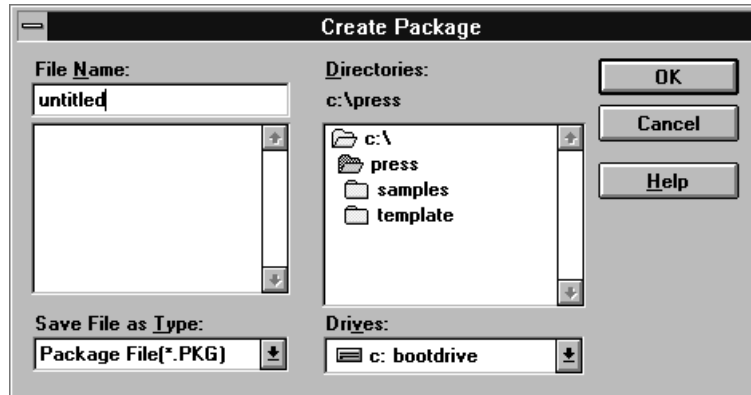 Create Package
File Name:
untitled
Directories:
c:\press
c:\
press
samples
template
OK
Cancel
Help
Save File as Type:
Package File(*.PKG)
Drives:
c: bootdrive